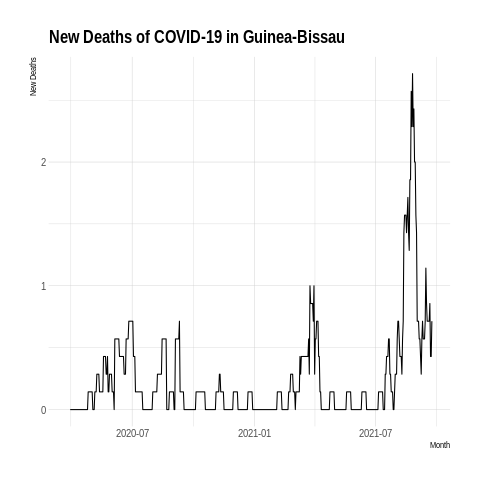 New Deaths of COVID-19 in Guinea-Bissau
New Deaths
2
1
0
2020-07
2021-01
2021-07
Month